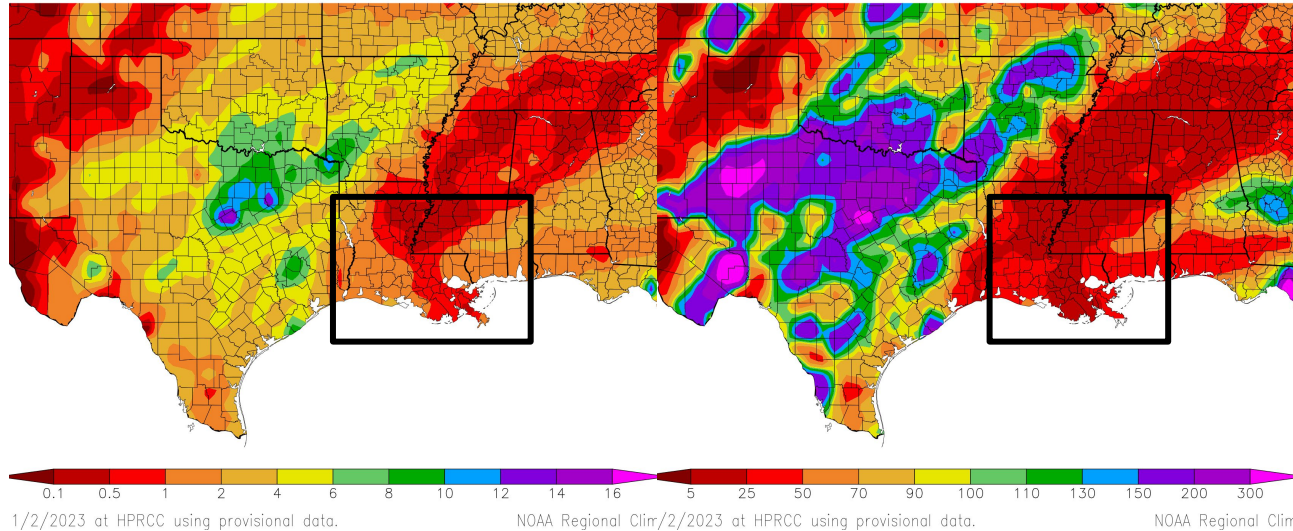 0.1 0.5 1 2 4 6 8 10 12 14 16
5 25 50 70 90 100 110 130 150 200 300
1/2/2023 at HPRCC using provisional data. NOAA Regional Clim
/2/2023 at HPRCC using provisional data. NOAA Regional Clim